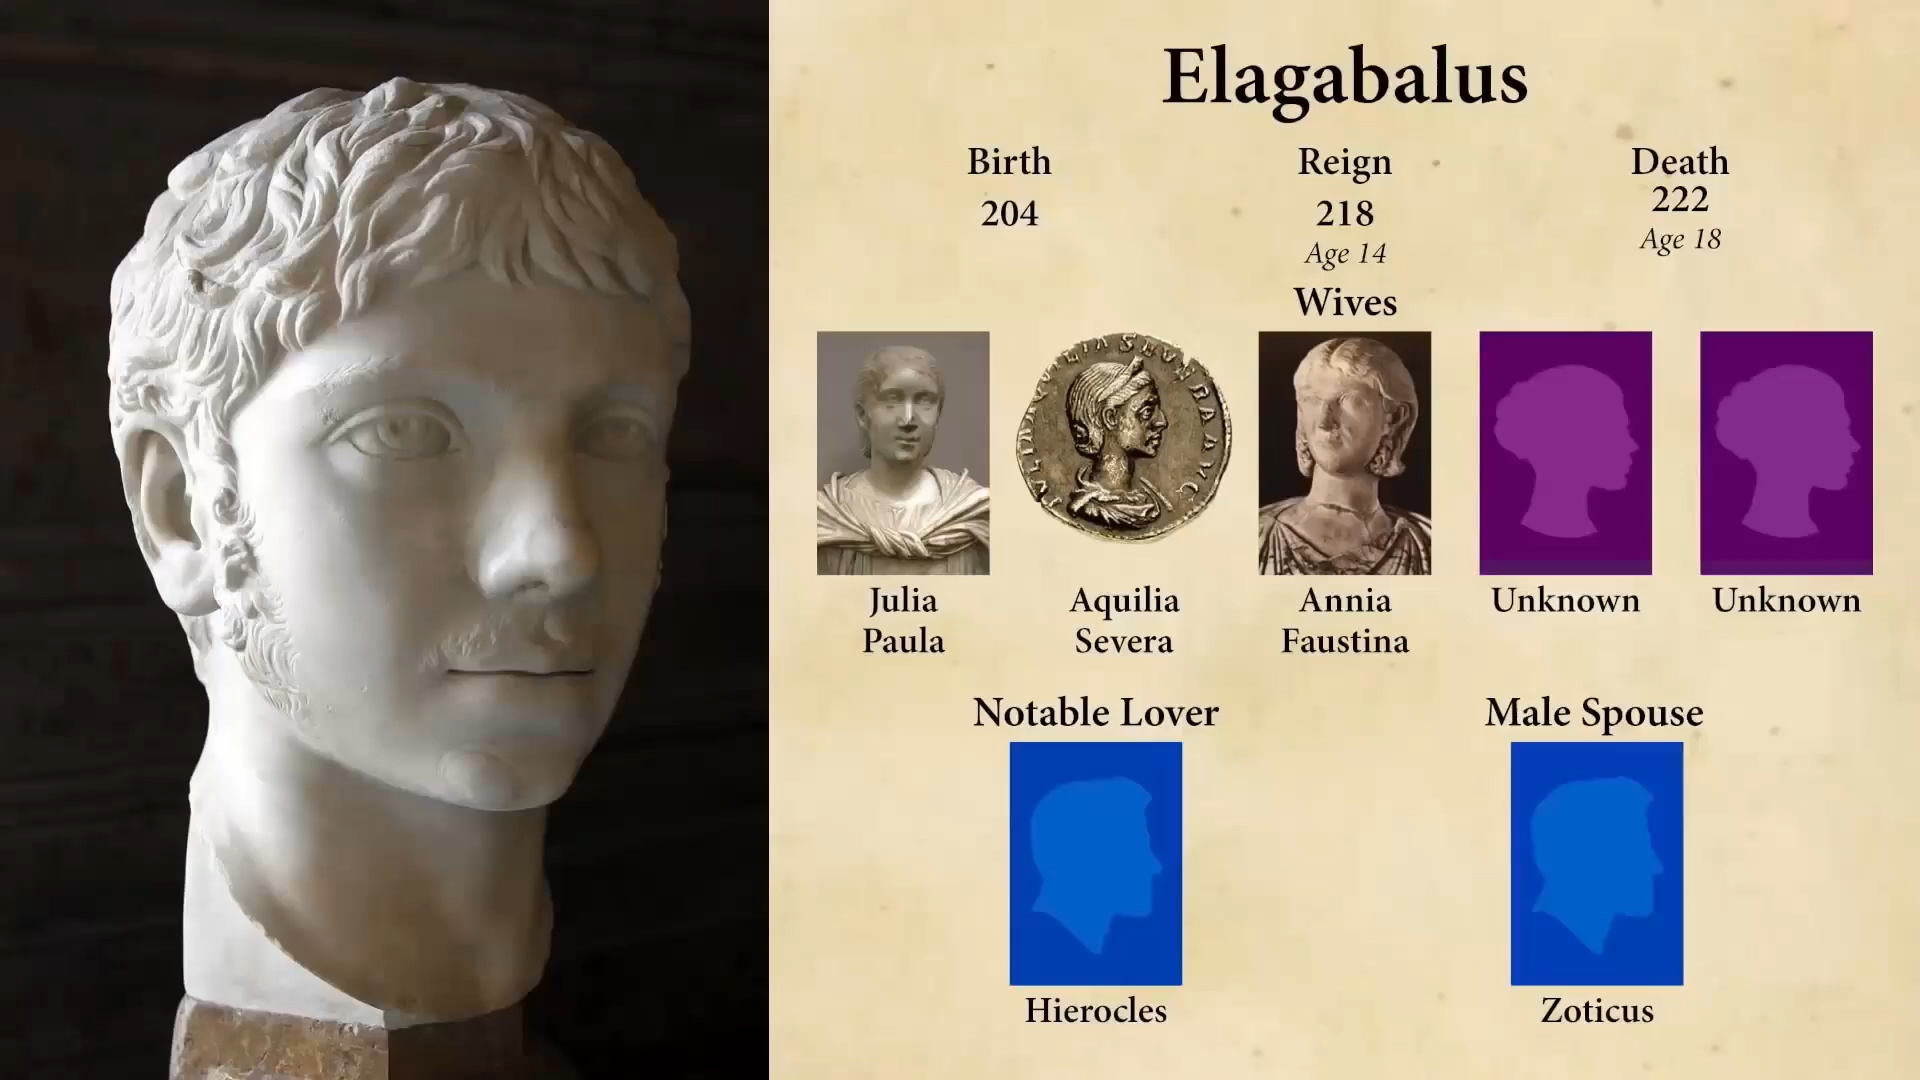 Elagabalus
Birth
204
Reign
218
Age 14
Death
222
Age 18
Wives
Julia
Paula
Aquilia
Severa
Annia
Faustina
Unknown
Unknown
Notable Lover
Hierocles
Male Spouse
Zoticus